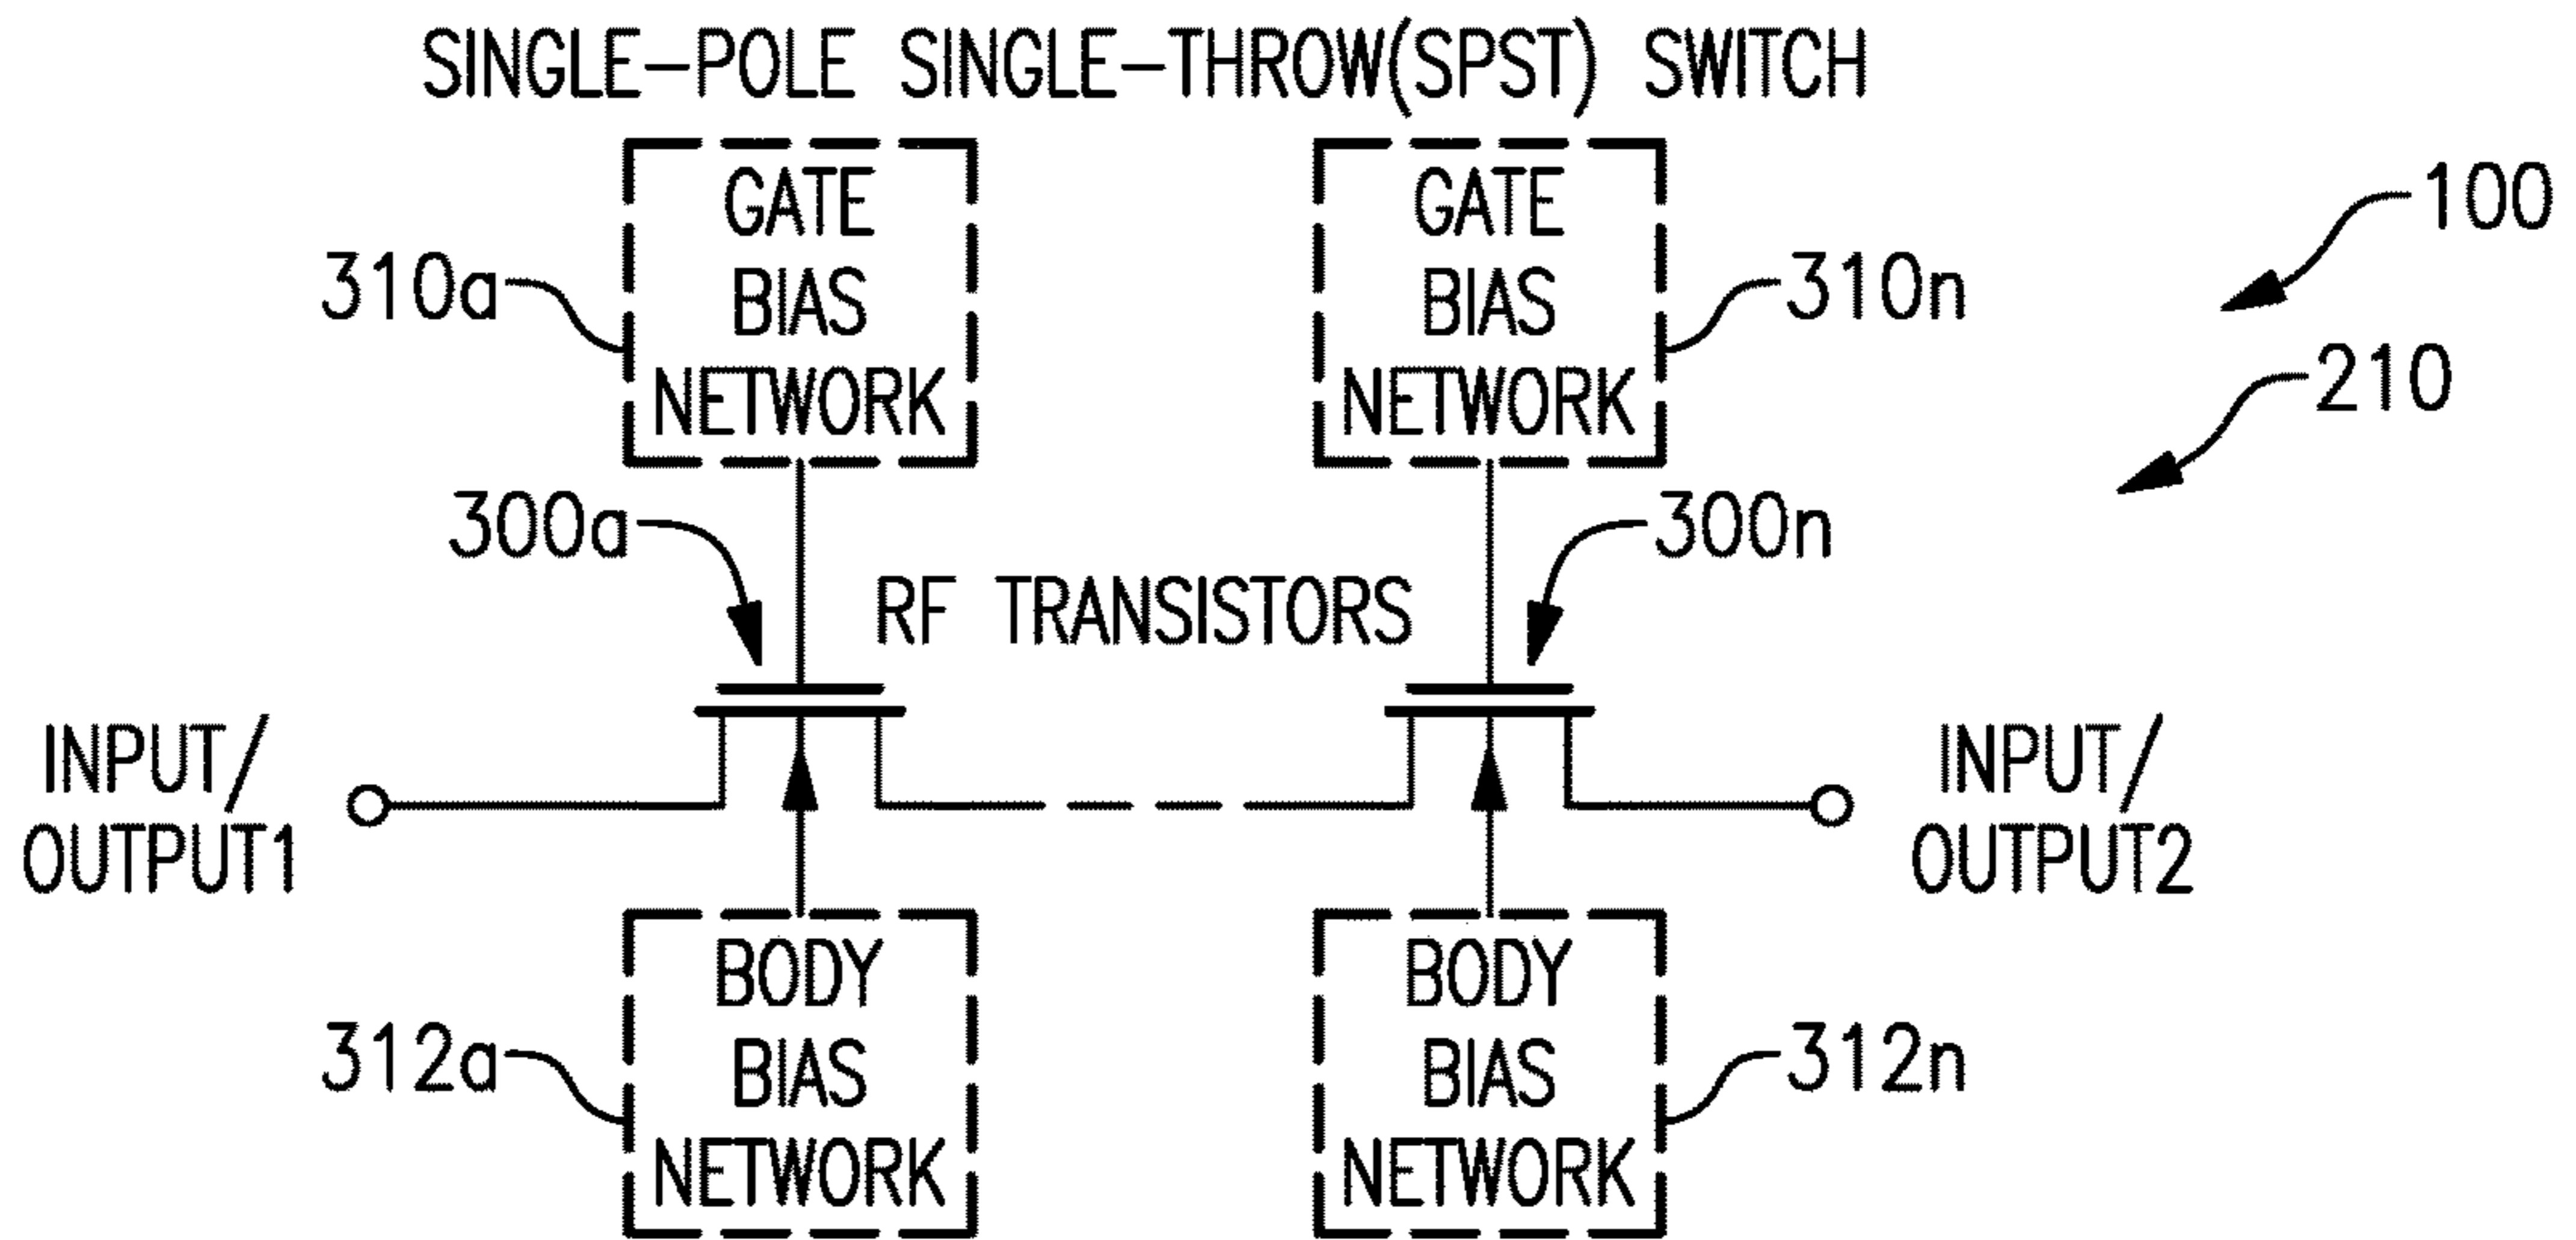 SINGLE-POLE SINGLE-THROW(SPST) SWITCH
GATE
BIAS
NETWORK
310a
GATE
BIAS
NETWORK
310n
100
210
300a
RF TRANSISTORS
300n
INPUT/
OUTPUT1
INPUT/
OUTPUT2
BODY
BIAS
NETWORK
312a
BODY
BIAS
NETWORK
312n